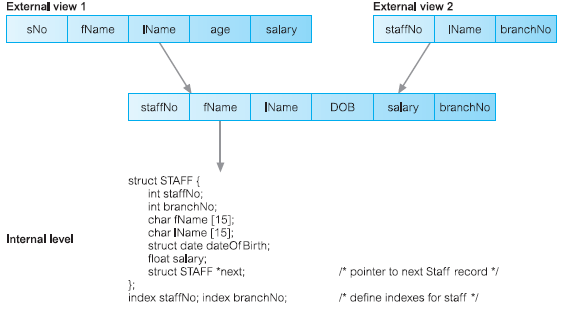 External view 1 External view 2
sNo fName lName age salary staffNo lName branchNo
staffNo fName lName DOB salary branchNo
struct STAFF {
int staffNo;
int branchNo;
char fName [15];
char lName [15];
Internal level struct date dateOfBirth;
float salary;
struct STAFF *next; /* pointer to next Staff record */
};
index staffNo; index branchNo; /* define indexes for staff */